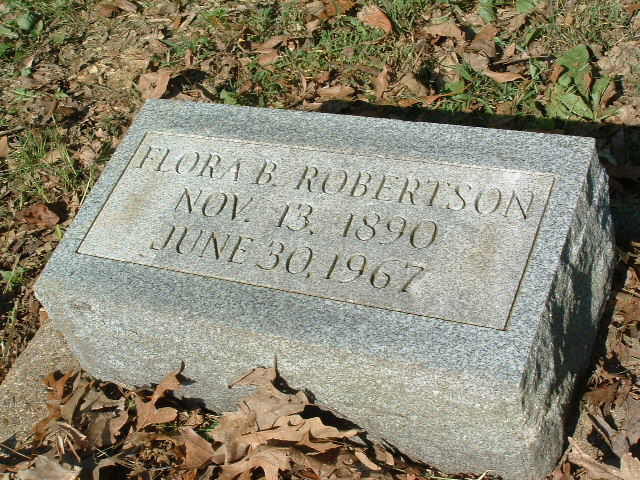 FLORA B. ROBERTSON
NOV. 13, 1890
JUNE 30, 1967